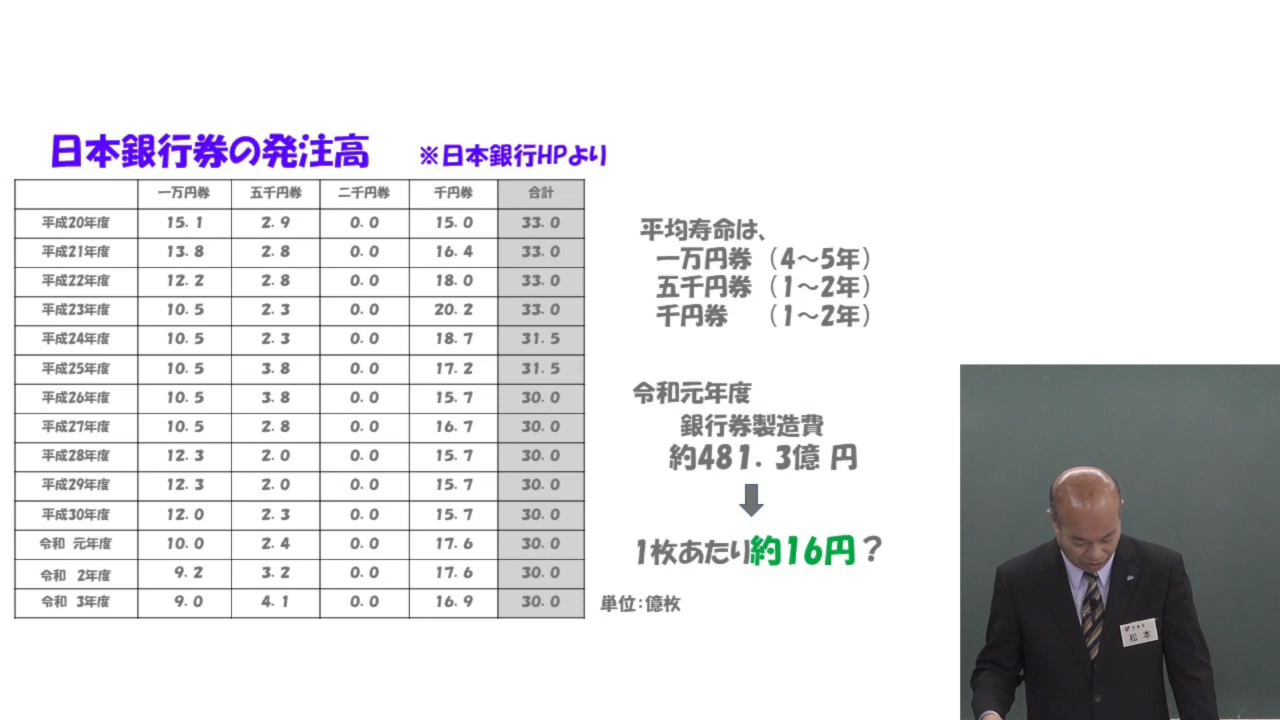 日本銀行券の発注高 ※日本銀行HPより
一万円券 五千円券 二千円券 千円券 合計
平成20年度 15.1 2.9 0.0 15.0 33.0
平成21年度 13.8 2.8 0.0 16.4 33.0
平成22年度 12.2 2.8 0.0 18.0 33.0
平成23年度 10.5 2.3 0.0 20.2 33.0
平成24年度 10.5 2.3 0.0 18.7 31.5
平成25年度 10.5 3.8 0.0 17.2 31.5
平成26年度 10.5 3.8 0.0 15.7 30.0
平成27年度 10.5 2.8 0.0 16.7 30.0
平成28年度 12.3 2.0 0.0 15.7 30.0
平成29年度 12.3 2.0 0.0 15.7 30.0
平成30年度 12.0 2.3 0.0 15.7 30.0
令和 元年度 10.0 2.4 0.0 17.6 30.0
令和 2年度 9.2 3.2 0.0 17.6 30.0
令和 3年度 9.0 4.1 0.0 16.9 30.0
単位：億枚
平均寿命は、
一万円券（4～5年）
五千円券（1～2年）
千円券 （1～2年）
令和元年度
銀行券製造費
約481.3億 円
1枚あたり約16円？
松本